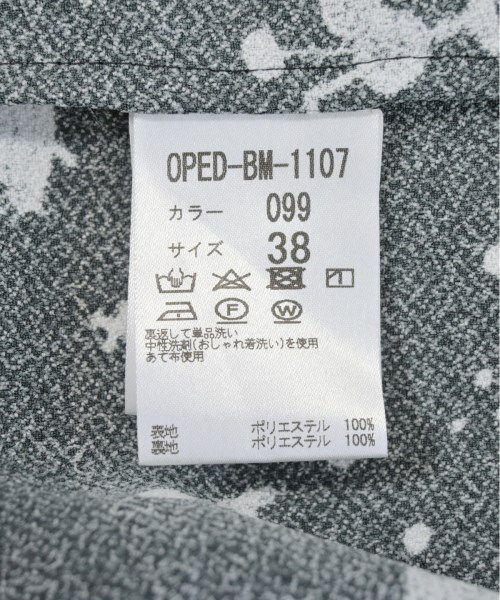 OPED-BM-1107
カラー 099
サイズ 38
F W
裏返して単品洗い
中性洗剤(おしゃれ着洗い)を使用
あて布使用
表地 ポリエステル 100%
裏地 ポリエステル 100%